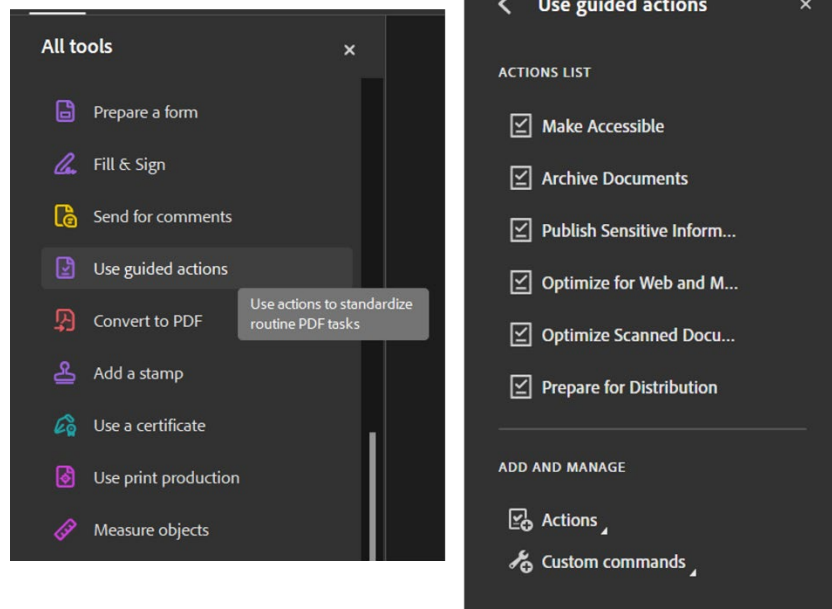 All tools
Prepare a form
Fill & Sign
Send for comments
Use guided actions
Use actions to standardize
routine PDF tasks
Convert to PDF
Add a stamp
Use a certificate
Use print production
Measure objects
Use guided actions
ACTIONS LIST
Make Accessible
Archive Documents
Publish Sensitive Inform...
Optimize for Web and M...
Optimize Scanned Docu...
Prepare for Distribution
ADD AND MANAGE
Actions
Custom commands